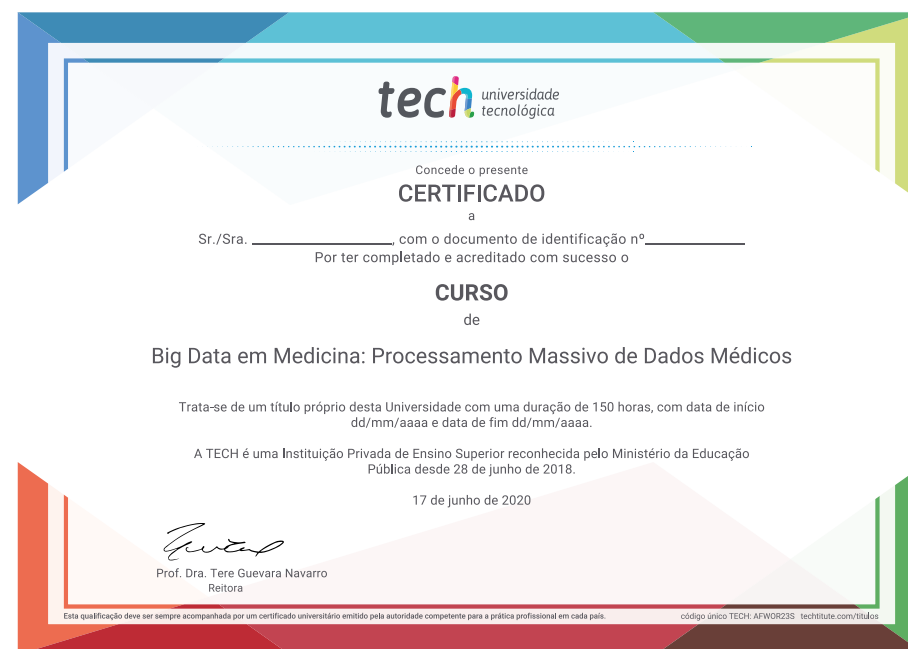 tech universidade
tecnológica
Concede o presente
CERTIFICADO
a
Sr./Sra. , com o documento de identificação nº
Por ter completado e acreditado com sucesso o
CURSO
de
Big Data em Medicina: Processamento Massivo de Dados Médicos
Trata-se de um título próprio desta Universidade com uma duração de 150 horas, com data de início
dd/mm/aaaa e data de fim dd/mm/aaaa.
A TECH é uma Instituição Privada de Ensino Superior reconhecida pelo Ministério da Educação
Pública desde 28 de junho de 2018.
17 de junho de 2020
Prof. Dra. Tere Guevara Navarro
Reitora
Esta qualificação deve ser sempre acompanhada por um certificado universitário emitido pela autoridade competente para a prática profissional em cada país.
código único TECH: AFWOR23S techtitute.com/titulos